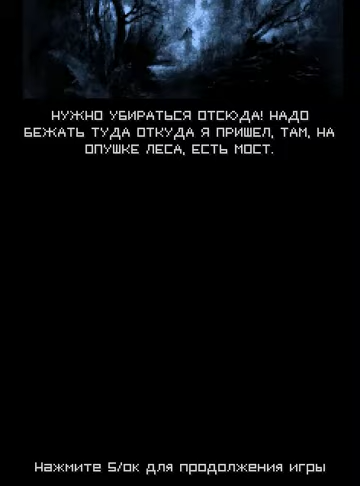 НУЖНО УБИРАТЬСЯ ОТСЮДА! НАДО
БЕЖАТЬ ТУДА ОТКУДА Я ПРИШЕЛ, ТАМ, НА
ОПУШКЕ ЛЕСА, ЕСТЬ МОСТ.
Нажмите 5/ок для продолжения игры